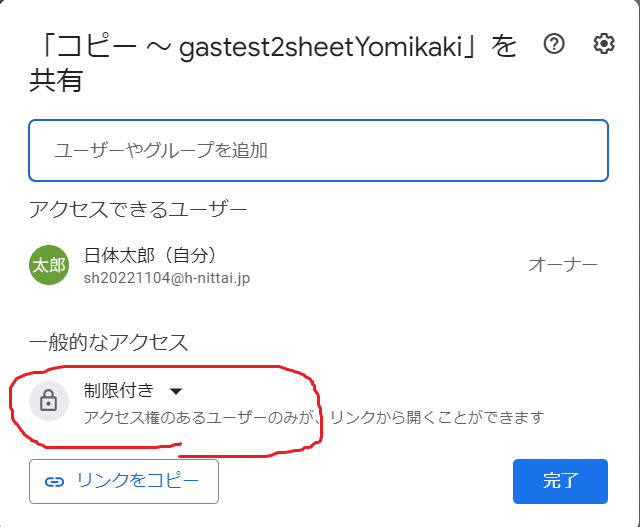 「コピー ～ gastest2sheetYomikaki」を
共有
ユーザーやグループを追加
アクセスできるユーザー
太郎
日体太郎（自分）
オーナー
sh20221104@h-nittai.jp
一般的なアクセス
制限付き
アクセス権のあるユーザーのみが、リンクから開くことができます
リンクをコピー
完了